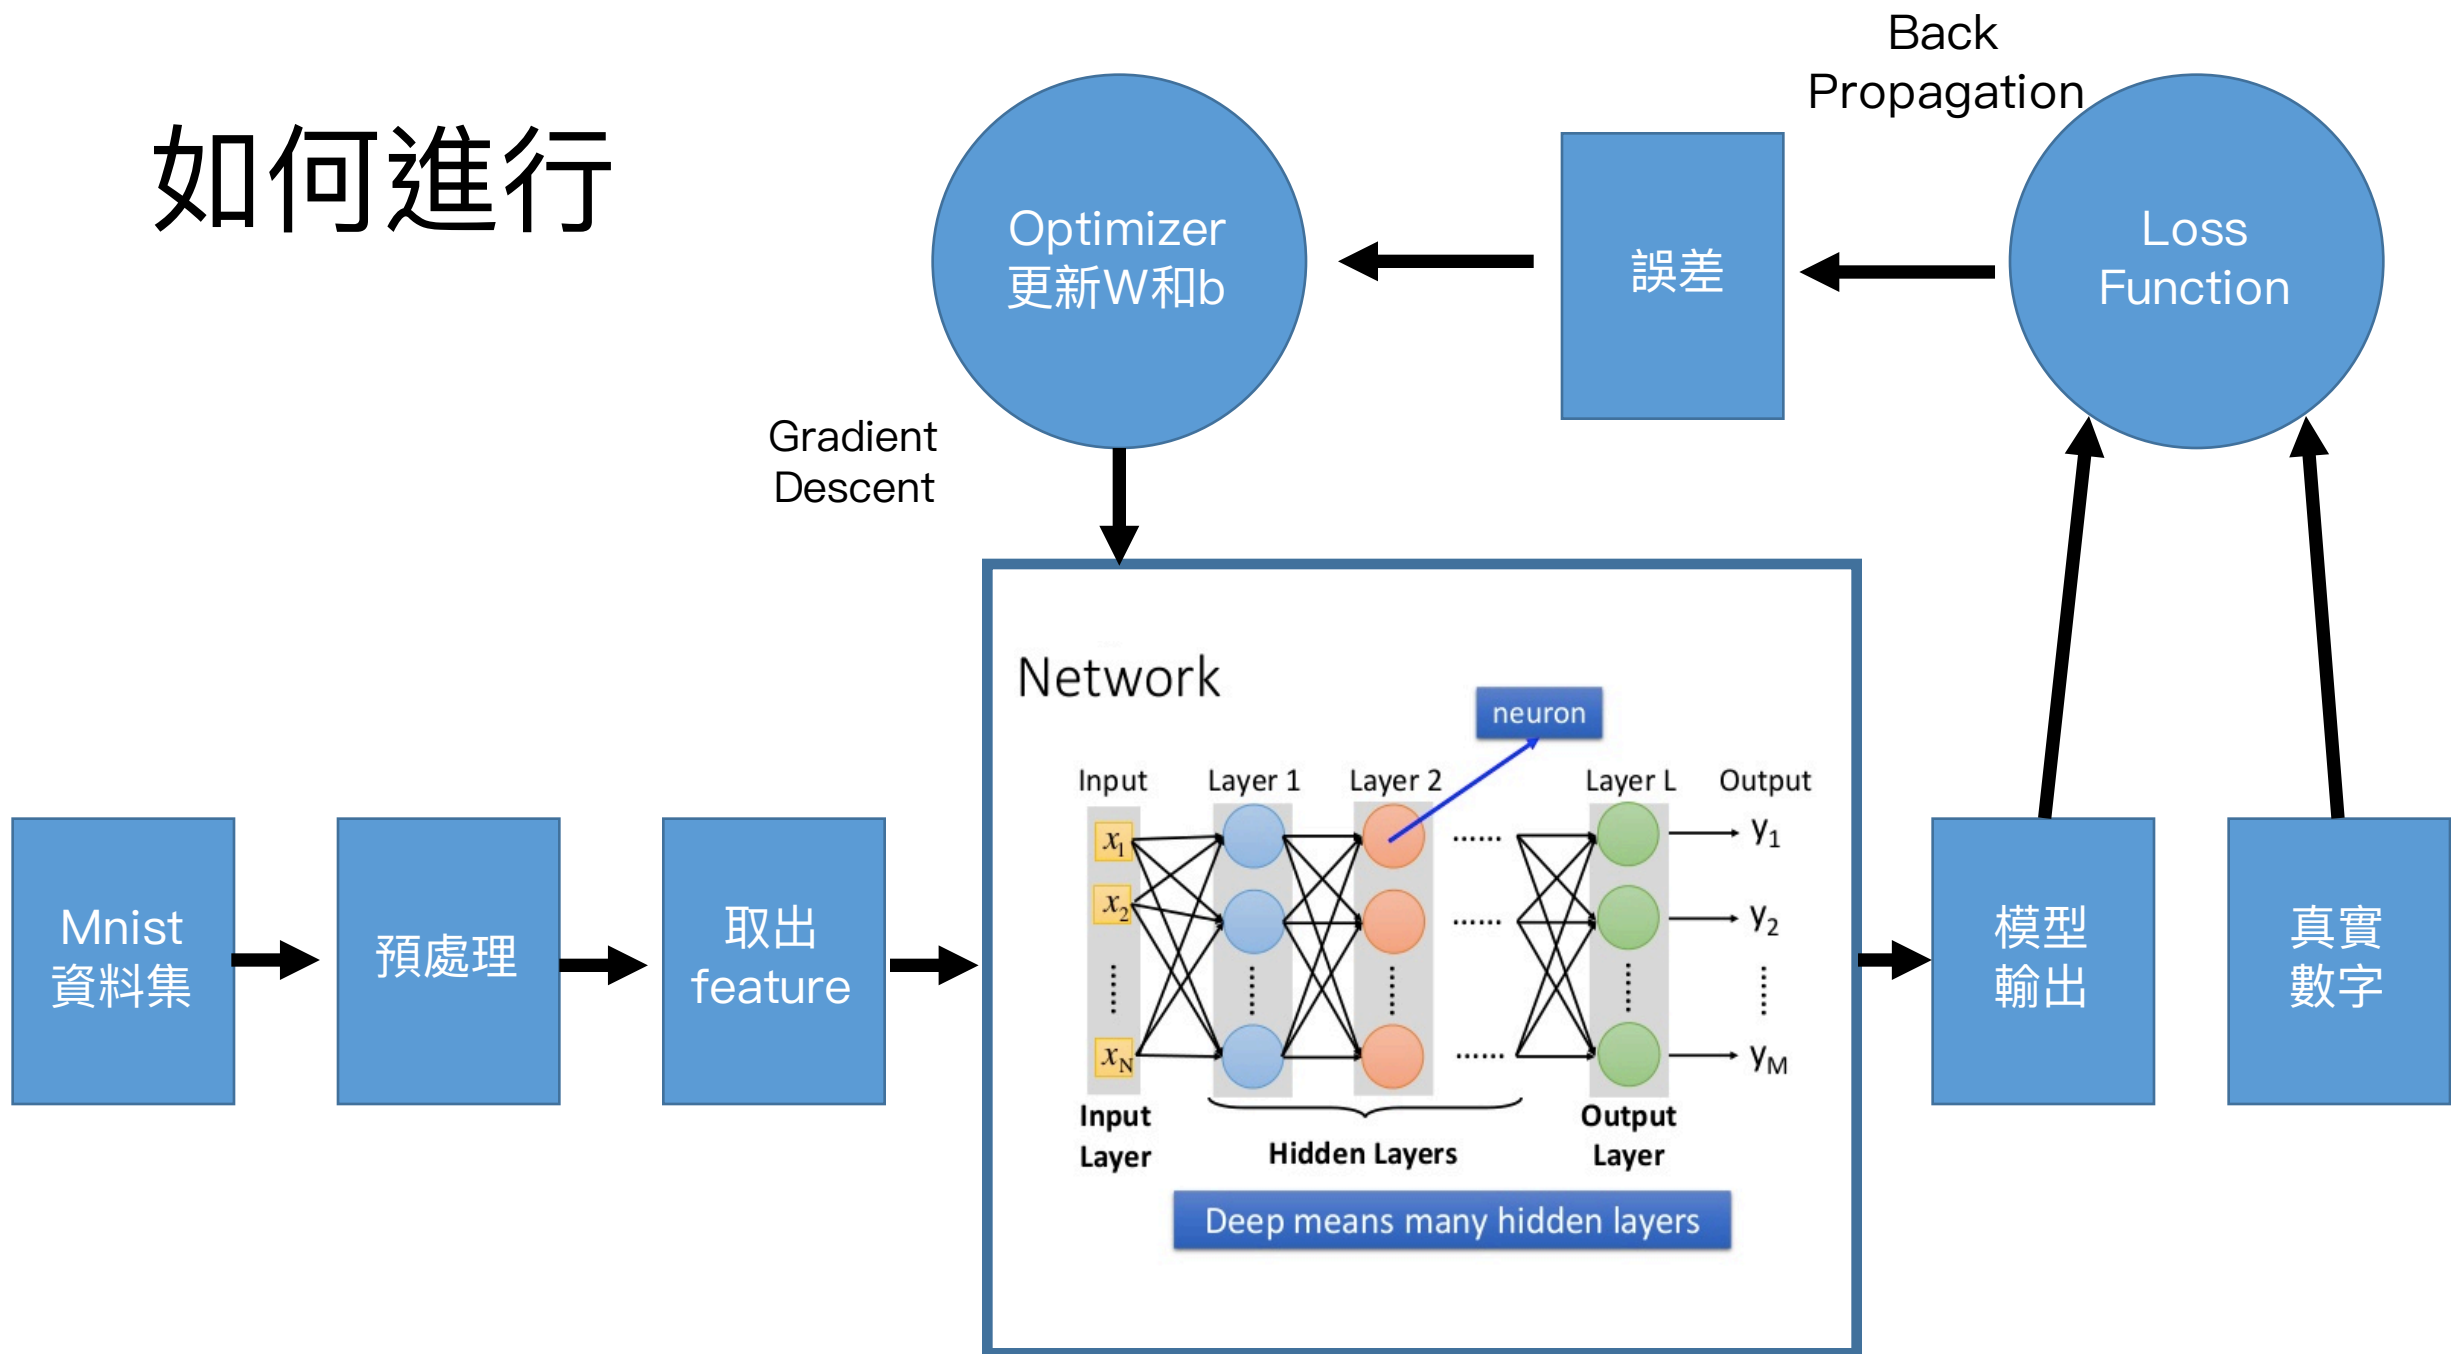 如何進行
Back
Propagation
Optimizer
更新W和b
誤差
Loss
Function
Gradient
Descent
Network
neuron
Input
Layer 1
Layer 2
Layer L
Output
x1
x2
xN
......
......
......
y1
y2
yM
Input
Layer
Hidden Layers
Output
Layer
Deep means many hidden layers
Mnist
資料集
預處理
取出
feature
模型
輸出
真實
數字